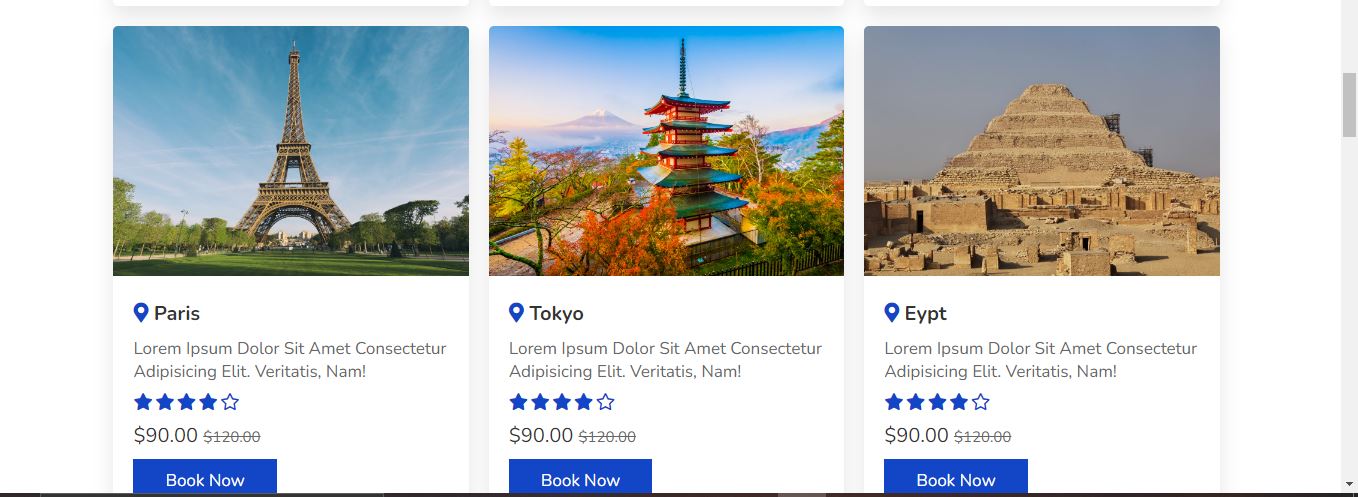 Paris
Lorem Ipsum Dolor Sit Amet Consectetur
Adipisicing Elit. Veritatis, Nam!
$90.00 $120.00
Book Now
Tokyo
Lorem Ipsum Dolor Sit Amet Consectetur
Adipisicing Elit. Veritatis, Nam!
$90.00 $120.00
Book Now
Eypt
Lorem Ipsum Dolor Sit Amet Consectetur
Adipisicing Elit. Veritatis, Nam!
$90.00 $120.00
Book Now